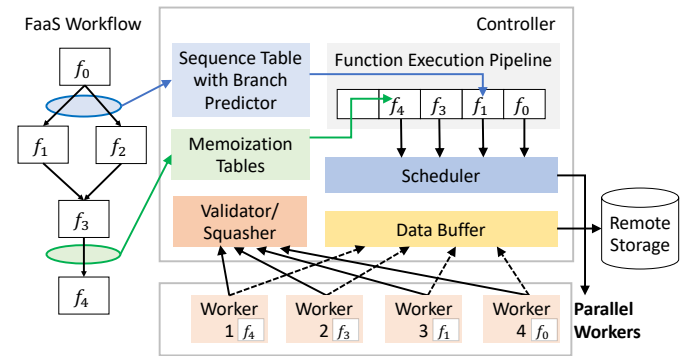 FaaS Workflow
Controller
f0
f1
f2
f3
f4
Sequence Table
with Branch
Predictor
Memoization
Tables
Function Execution Pipeline
f4 f3 f1 f0
Scheduler
Validator/
Squasher
Data Buffer
Remote
Storage
Parallel
Workers
Worker
1 f4
Worker
2 f3
Worker
3 f1
Worker
4 f0